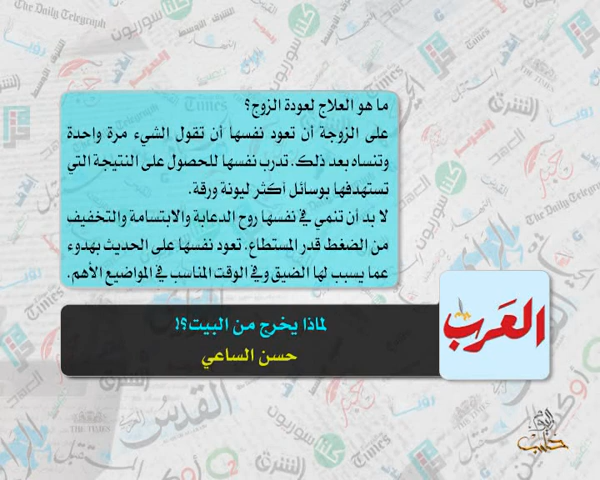 ما هو العلاج لعودة الزوج؟
على الزوجة أن تعود نفسها أن تقول الشيء مرة واحدة
وتنساه بعد ذلك. تدرب نفسها للحصول على النتيجة التي
تستهدفها بوسائل أكثر ليونة ورقة.
لا بد أن تنمي في نفسها روح الدعابة والابتسامة والتخفيف
من الضغط قدر المستطاع. تعود نفسها على الحديث بهدوء
عما يسبب لها الضيق وفي الوقت المناسب في المواضيع الأهم.
العرب
لماذا يخرج من البيت؟!
حسن الساعي